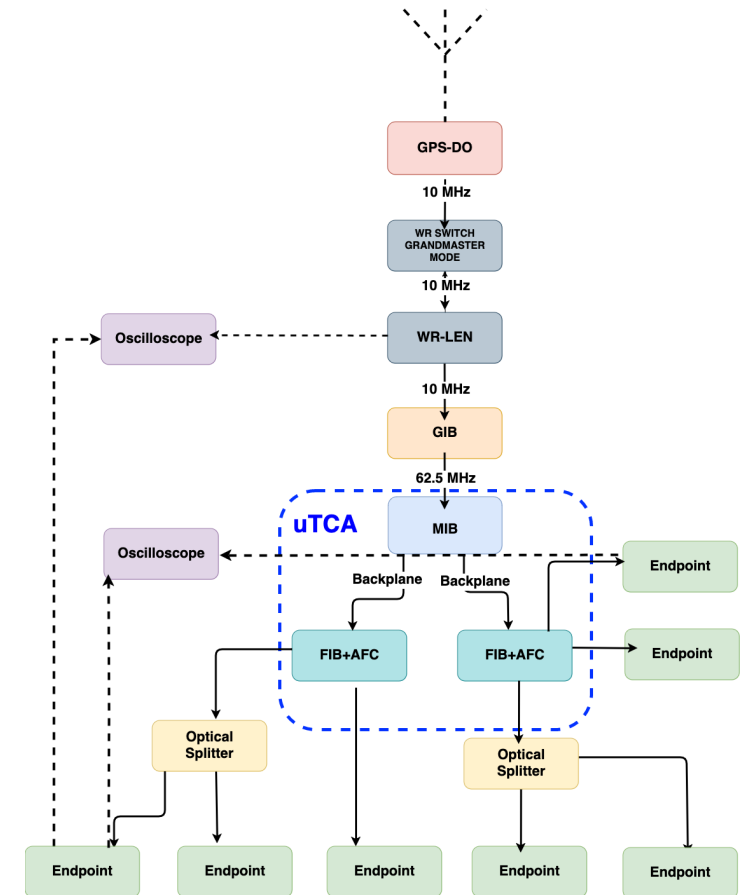 GPS-DO
10 MHz
WR SWITCH
GRANDMASTER
MODE
10 MHz
Oscilloscope
WR-LEN
10 MHz
GIB
62.5 MHz
uTCA
MIB
Oscilloscope
Endpoint
Backplane
Backplane
FIB+AFC
FIB+AFC
Endpoint
Optical
Splitter
Optical
Splitter
Endpoint
Endpoint
Endpoint
Endpoint
Endpoint